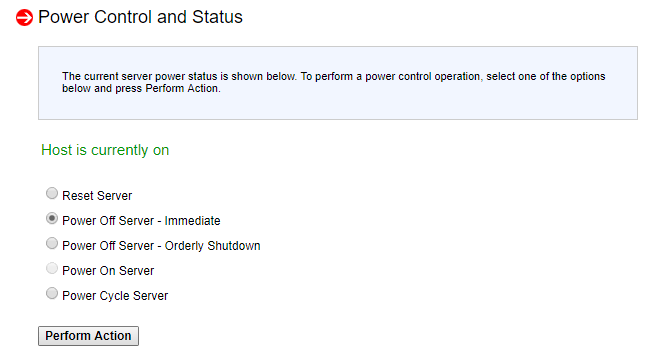 Power Control and Status
The current server power status is shown below. To perform a power control operation, select one of the options
below and press Perform Action.
Host is currently on
Reset Server
Power Off Server - Immediate
Power Off Server - Orderly Shutdown
Power On Server
Power Cycle Server
Perform Action